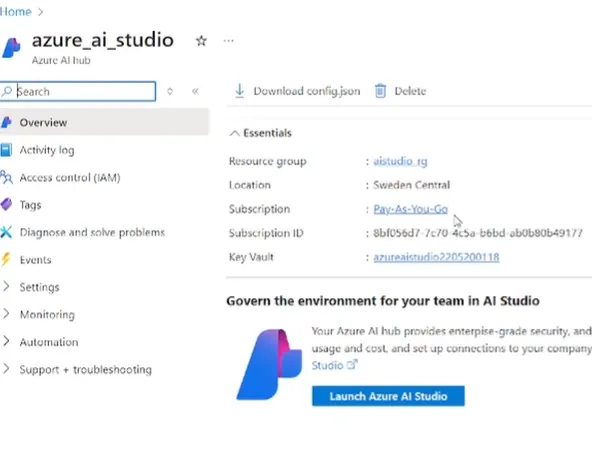 Home >
azure_ai_studio ☆ ...
Azure AI hub
Search
Download config.json Delete
Overview
Essentials
Activity log
Resource group : aistudio_rg
Access control (IAM)
Location : Sweden Central
Tags
Subscription : Pay-As-You-Go
Diagnose and solve problems
Subscription ID : 8bf056d7-7c70-4c5a-b6bd-ab0b80b49177
Events
Key Vault : azureaistudio2205200118
Settings
Govern the environment for your team in AI Studio
Monitoring
Your Azure AI hub provides enterpise-grade security, and
Automation
usage and cost, and set up connections to your company
Support + troubleshooting
Studio
Launch Azure AI Studio